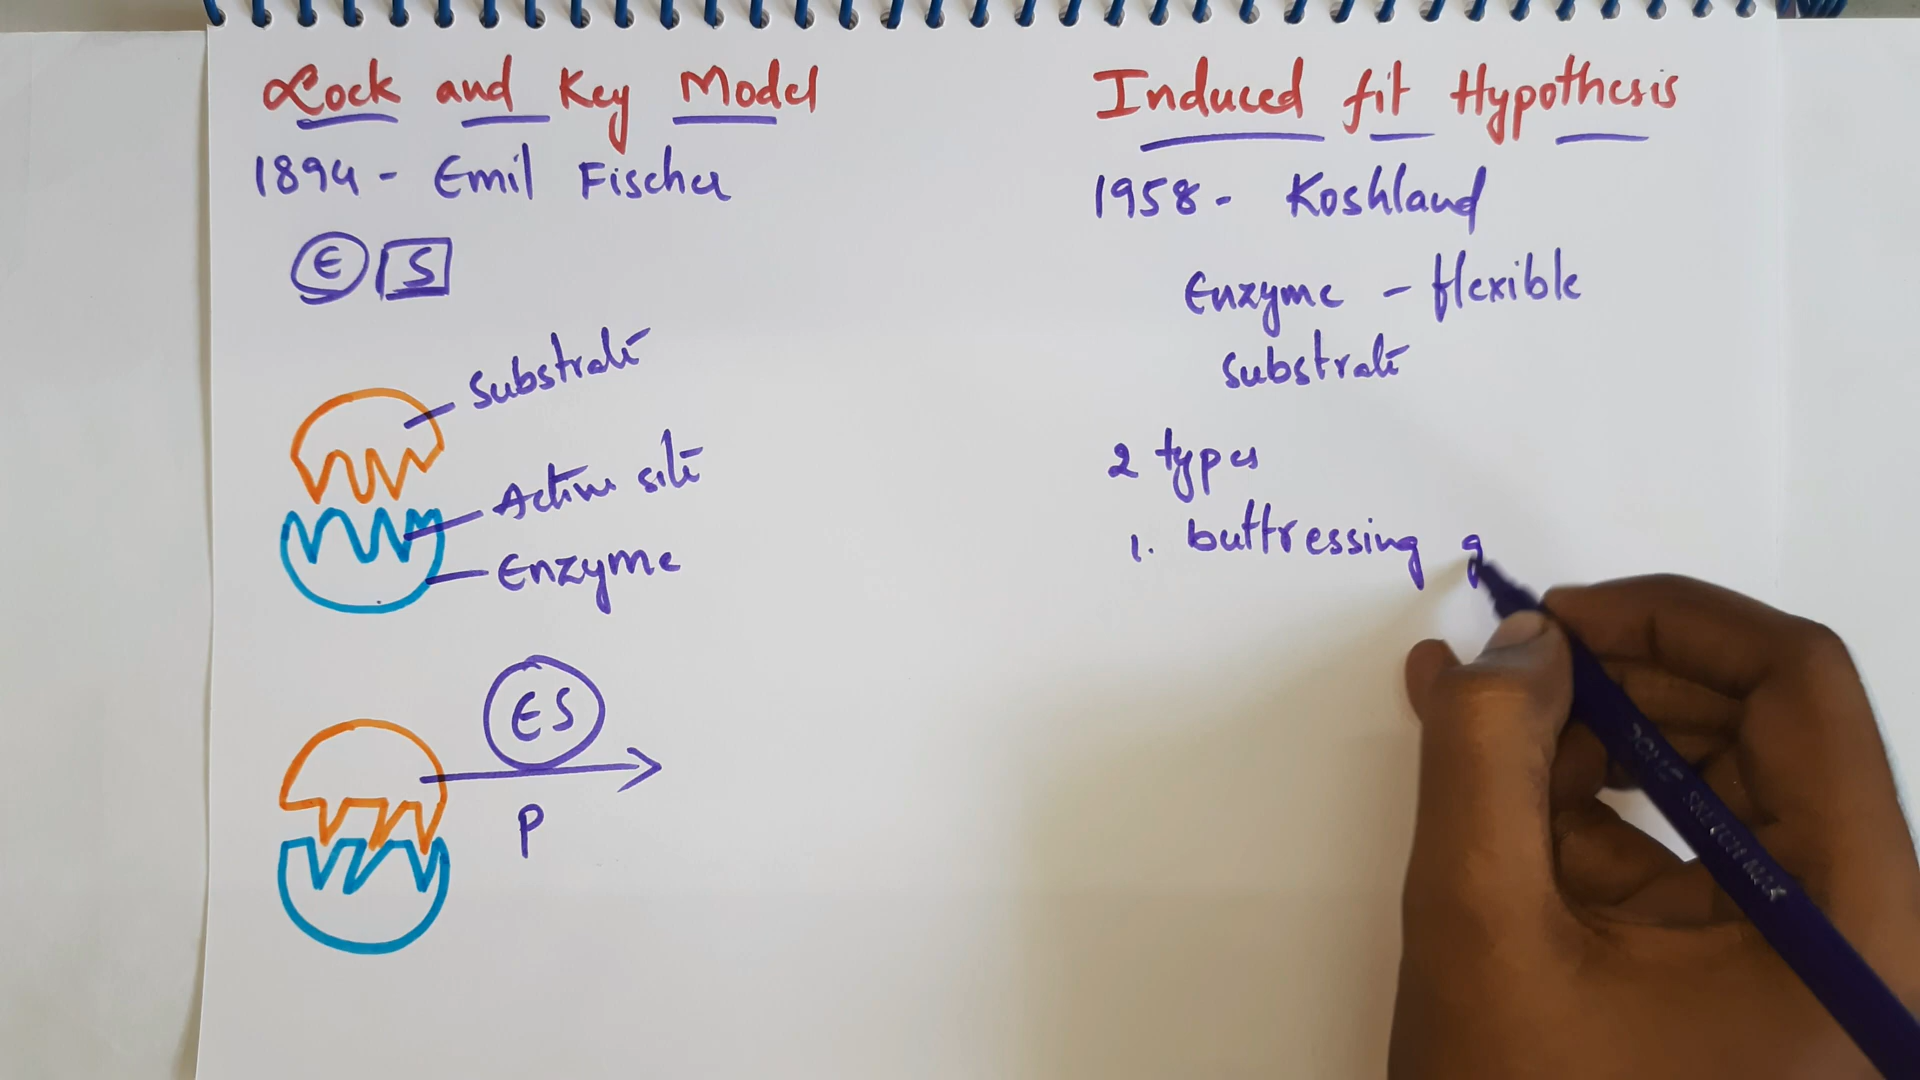 Lock and Key Model
1894 - Emil Fischer
E S
Substrate
Active site
Enzyme
ES
P
Induced fit Hypothesis
1958 - Koshland
Enzyme - flexible
Substrate
2 types
1. buttressing g